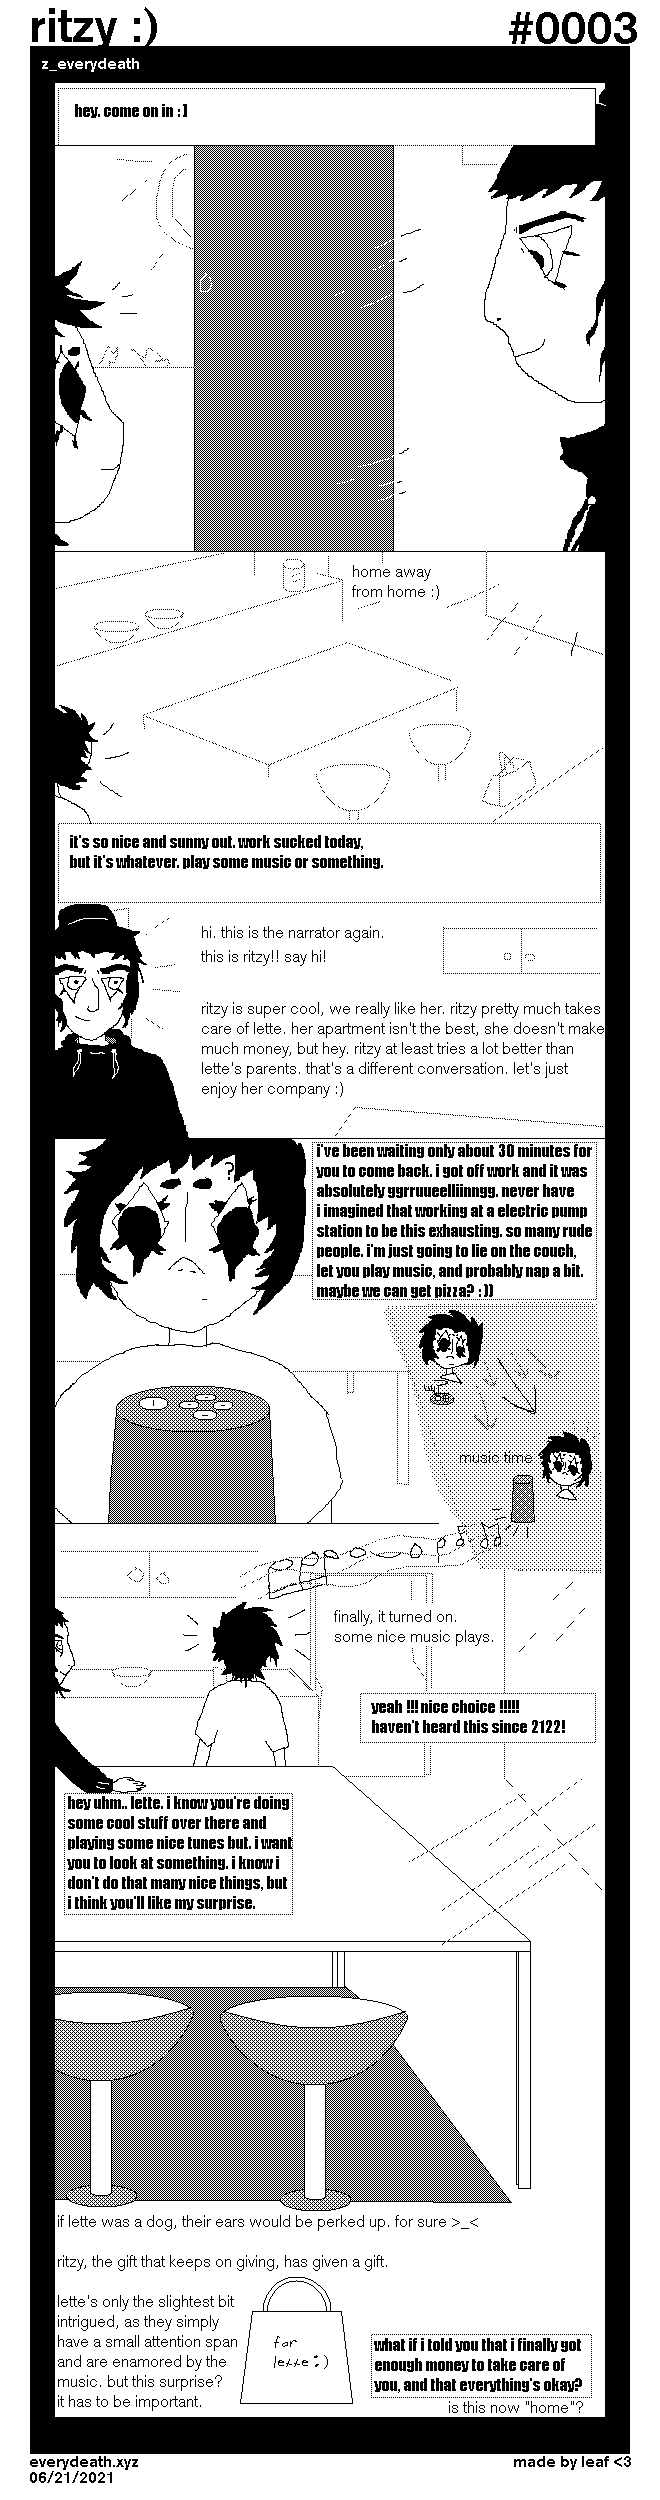 ritzy :)
#0003
z_everydeath
hey. come on in : ]
home away
from home :)
it's so nice and sunny out. work sucked today,
but it's whatever. play some music or something.
hi. this is the narrator again.
this is ritzy!! say hi!
ritzy is super cool, we really like her. ritzy pretty much takes
care of lette. her apartment isn't the best, she doesn't make
much money, but hey. ritzy at least tries a lot better than
lette's parents. that's a different conversation. let's just
enjoy her company :)
?
i've been waiting only about 30 minutes for
you to come back. i got off work and it was
absolutely ggrruueelliinngg. never have
i imagined that working at a electric pump
station to be this exhausting. so many rude
people. i'm just going to lie on the couch,
let you play music, and probably nap a bit.
maybe we can get pizza? : ))
music time
finally, it turned on.
some nice music plays.
yeah !!! nice choice !!!!!
haven't heard this since 2122!
hey uhm.. lette. i know you're doing
some cool stuff over there and
playing some nice tunes but. i want
you to look at something. i know i
don't do that many nice things, but
i think you'll like my surprise.
if lette was a dog, their ears would be perked up. for sure >_<
ritzy, the gift that keeps on giving, has given a gift.
lette's only the slightest bit
intrigued, as they simply
have a small attention span
and are enamored by the
music. but this surprise?
it has to be important.
for
lette :)
what if i told you that i finally got
enough money to take care of
you, and that everything's okay?
is this now "home"?
everydeath.xyz
06/21/2021
made by leaf <3